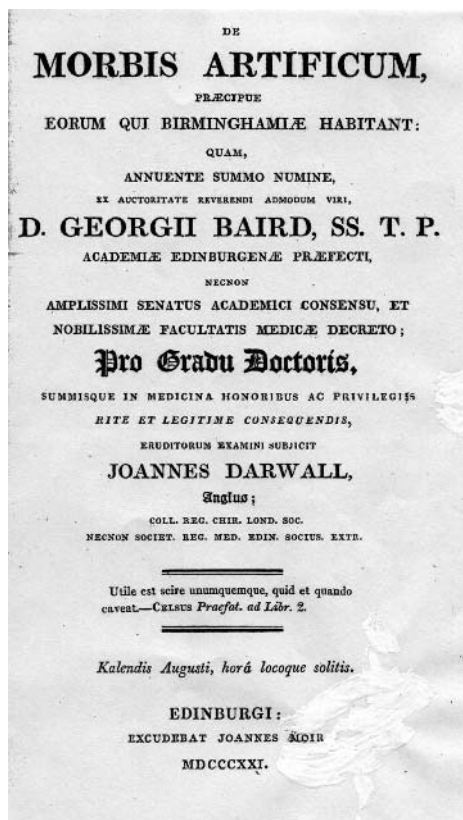 DE
MORBIS ARTIFICUM,
PRÆCIPUE
EORUM QUI BIRMINGHAMIÆ HABITANT:
QUAM,
ANNUENTE SUMMO NUMINE,
EX AUCTORITATE REVERENDI ADMODUM VIRI,
D. GEORGII BAIRD, SS. T. P.
ACADEMIÆ EDINBURGENÆ PRÆFECTI,
NECNON
AMPLISSIMI SENATUS ACADEMICI CONSENSU, ET
NOBILISSIMÆ FACULTATIS MEDICÆ DECRETO;
Pro Gradu Doctoris,
SUMMISQUE IN MEDICINA HONORIBUS AC PRIVILEGIIS
RITE ET LEGITIME CONSEQUENDIS,
ERUDITORUM EXAMINI SUBJICIT
JOANNES DARWALL,
Anglus;
COLL. REG. CHIR. LOND. SOC.
NECNON SOCIET. REG. MED. EDIN. SOCIUS. EXTR.
Utile est scire unumquemque, quid et quando
caveat.—CELSUS Præfat. ad Libr. 2.
Kalendis Augusti, horá locoque solitis.
EDINBURGI:
EXCUDEBAT JOANNES MOIR
MDCCCXXI.